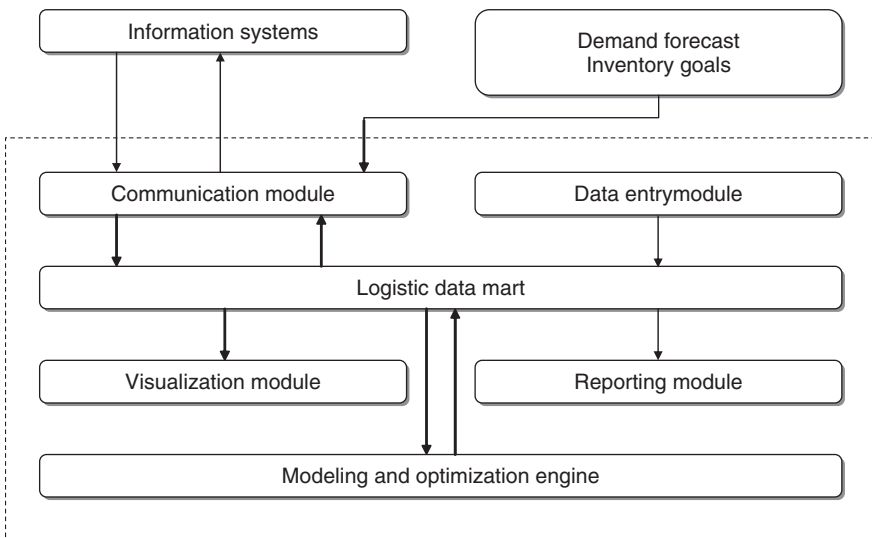 Information systems
Demand forecast
Inventory goals
Communication module
Data entrymodule
Logistic data mart
Visualization module
Reporting module
Modeling and optimization engine